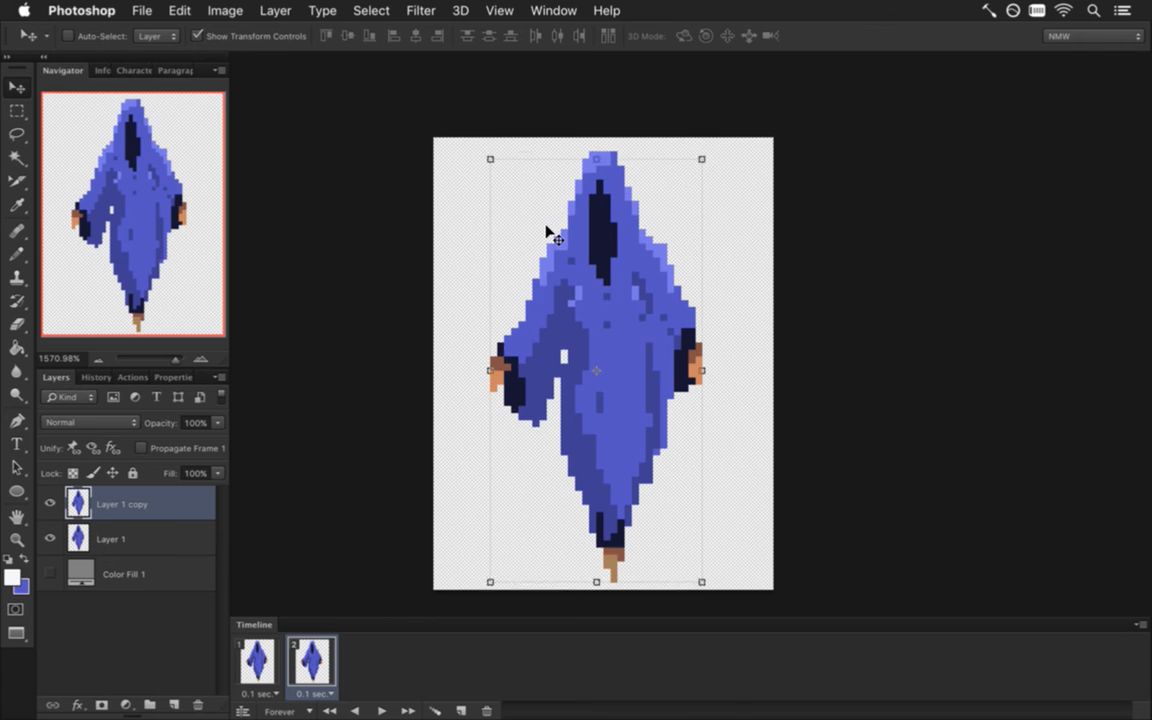 Photoshop File Edit Image Layer Type Select Filter 3D View Window Help
Auto-Select: Layer Show Transform Controls 3D Mode: NMW
Navigator Info Characte Paragrap
1570.98%
Layers History Actions Propertie
Kind
Normal Opacity: 100%
Unify: Propagate Frame 1
Lock: Fill: 100%
Layer 1 copy
Layer 1
Color Fill 1
Timeline
1 2
0.1 sec. 0.1 sec.
Forever